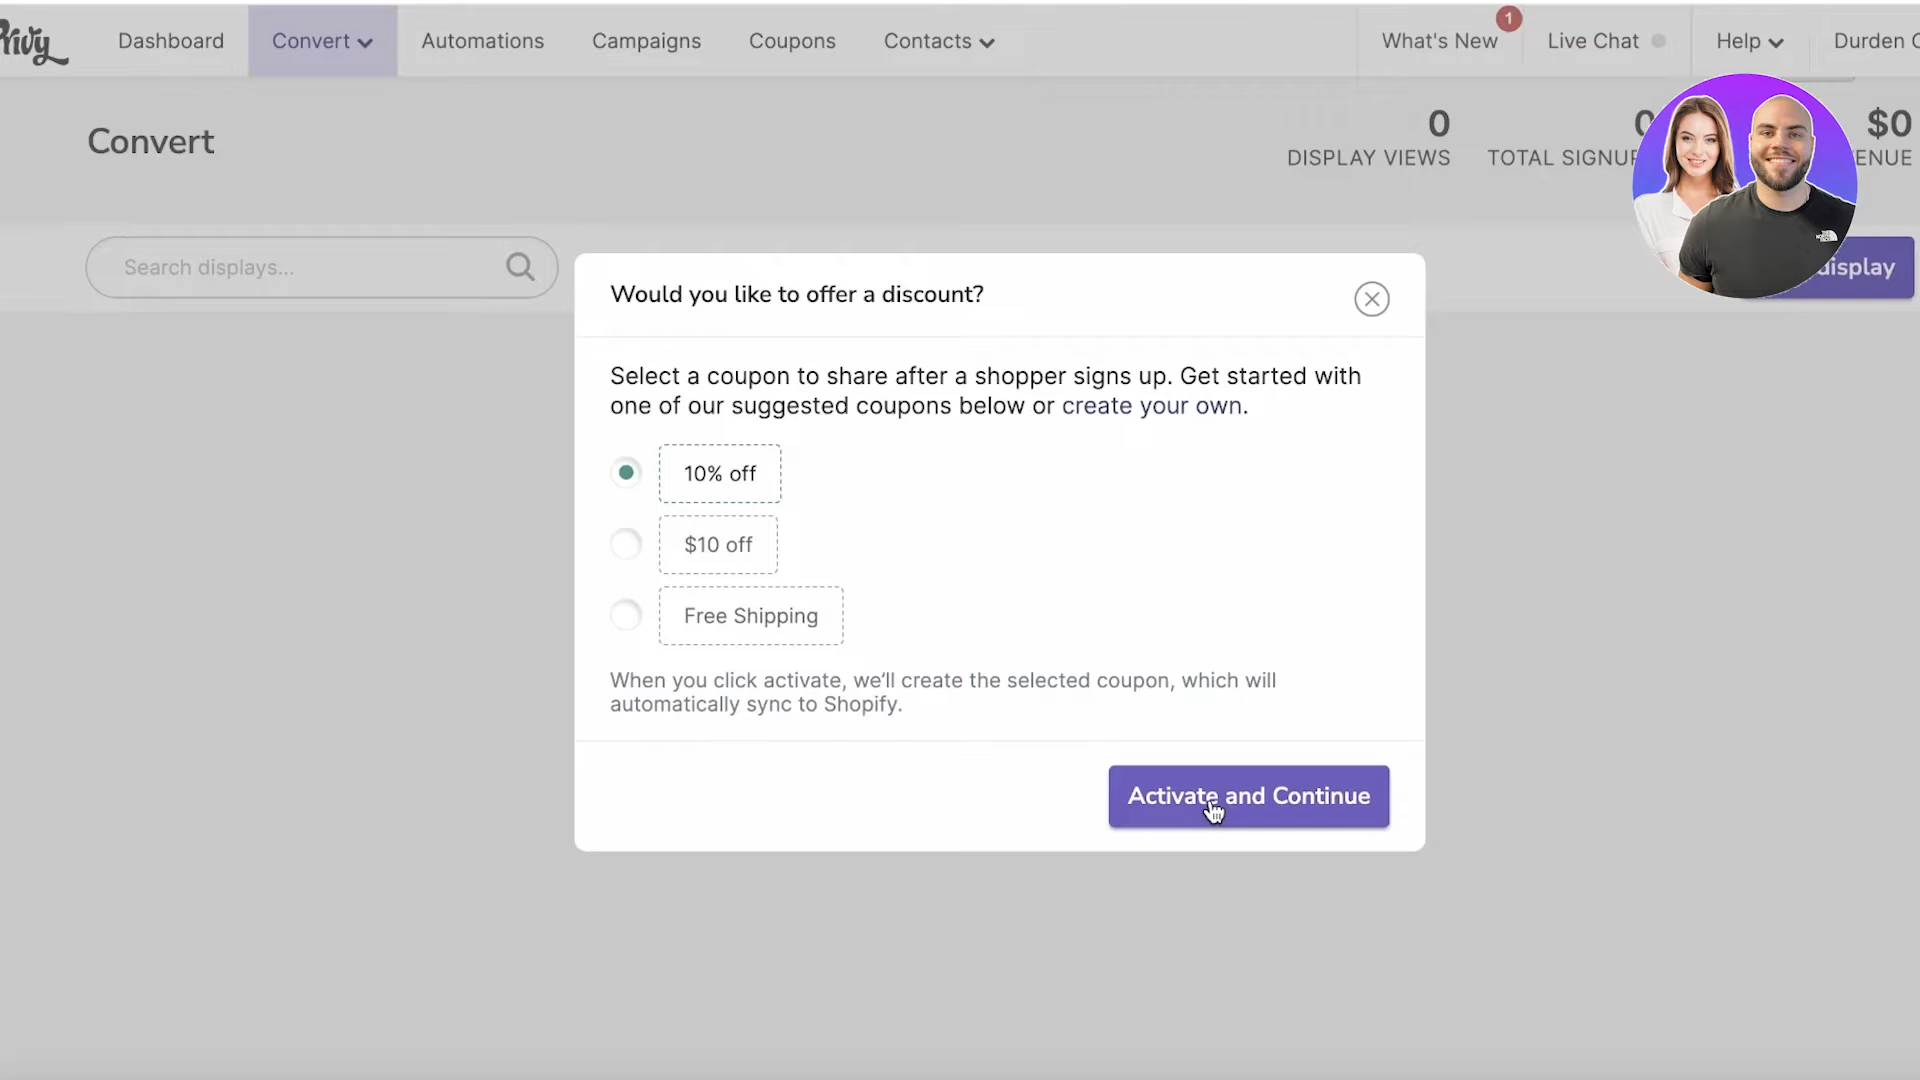 Privy
Dashboard
Convert
Automations
Campaigns
Coupons
Contacts
What's New
1
Live Chat
Help
Durden
Convert
0
DISPLAY VIEWS
TOTAL
$0
Search displays...
display
Would you like to offer a discount?
Select a coupon to share after a shopper signs up. Get started with
one of our suggested coupons below or create your own.
10% off
$10 off
Free Shipping
When you click activate, we'll create the selected coupon, which will
automatically sync to Shopify.
Activate and Continue